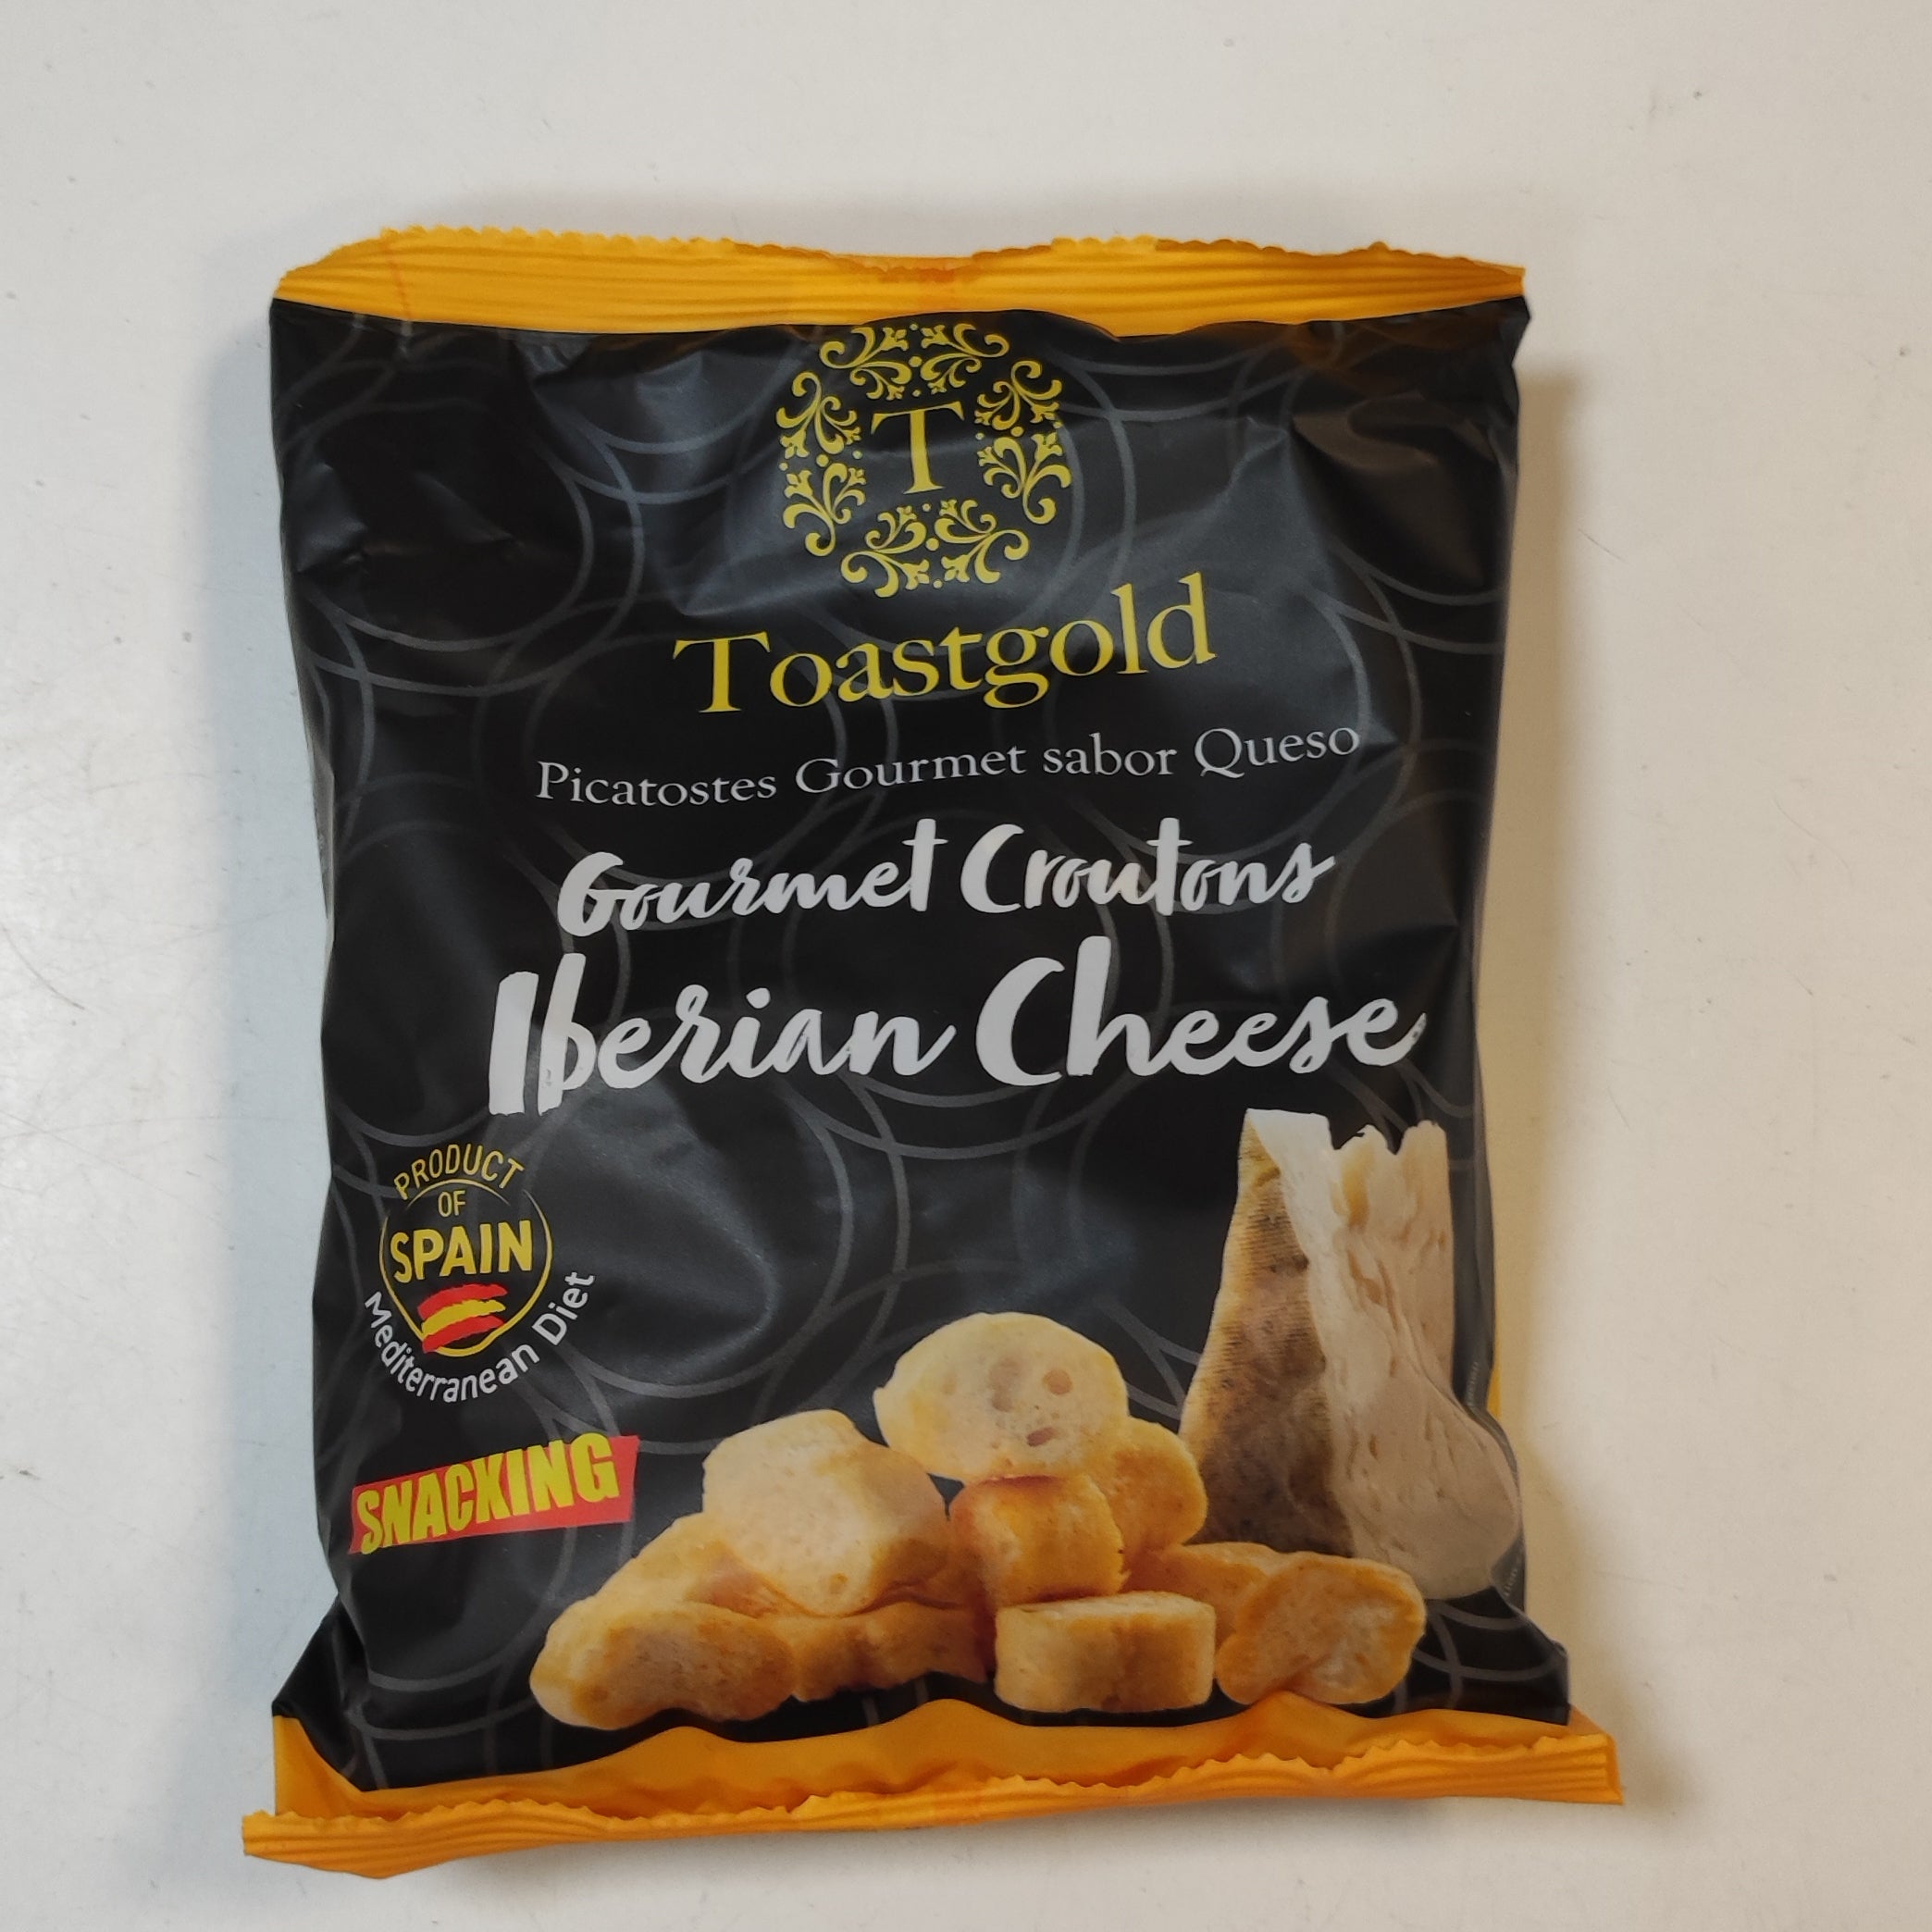 T
Toastgold
Picatostes Gourmet sabor Queso
Gourmet Croutons
Iberian Cheese
PRODUCT
OF
SPAIN
Mediterranean Diet
SNACKING